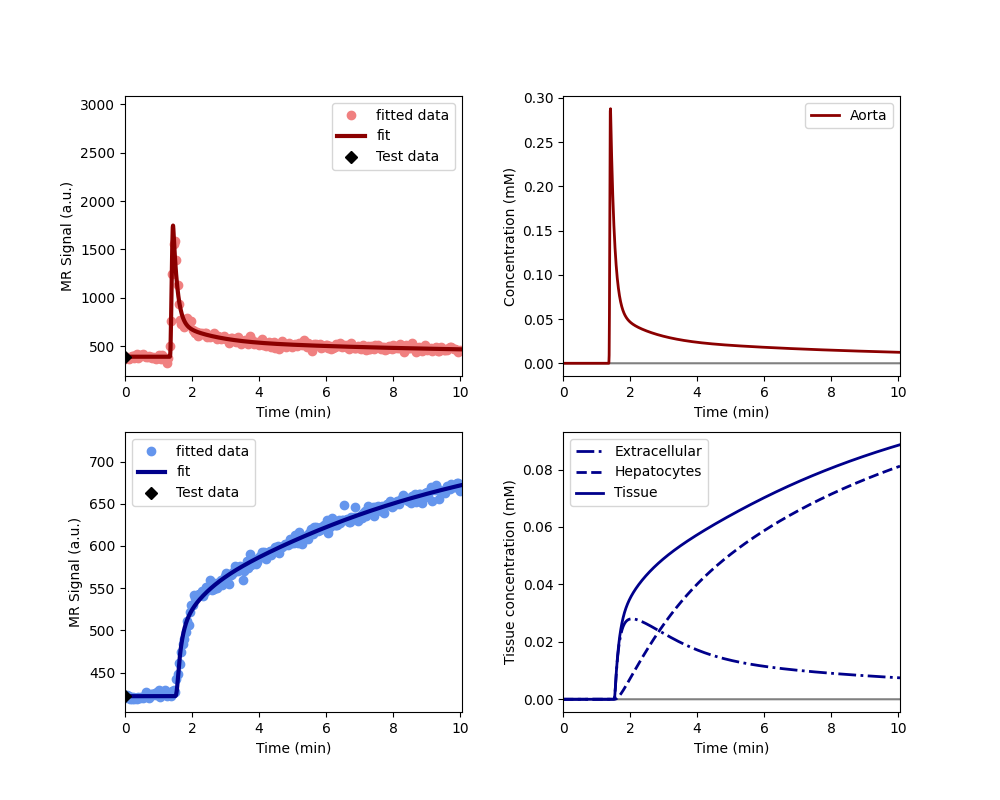 3000
2500
2000
1500
1000
500
MR Signal (a.u.)
fitted data
fit
Test data
0 2 4 6 8 10
Time (min)
0.30
0.25
0.20
0.15
0.10
0.05
0.00
Concentration (mM)
Aorta
0 2 4 6 8 10
Time (min)
700
650
600
550
500
450
MR Signal (a.u.)
fitted data
fit
Test data
0 2 4 6 8 10
Time (min)
0.08
0.06
0.04
0.02
0.00
Tissue concentration (mM)
Extracellular
Hepatocytes
Tissue
0 2 4 6 8 10
Time (min)